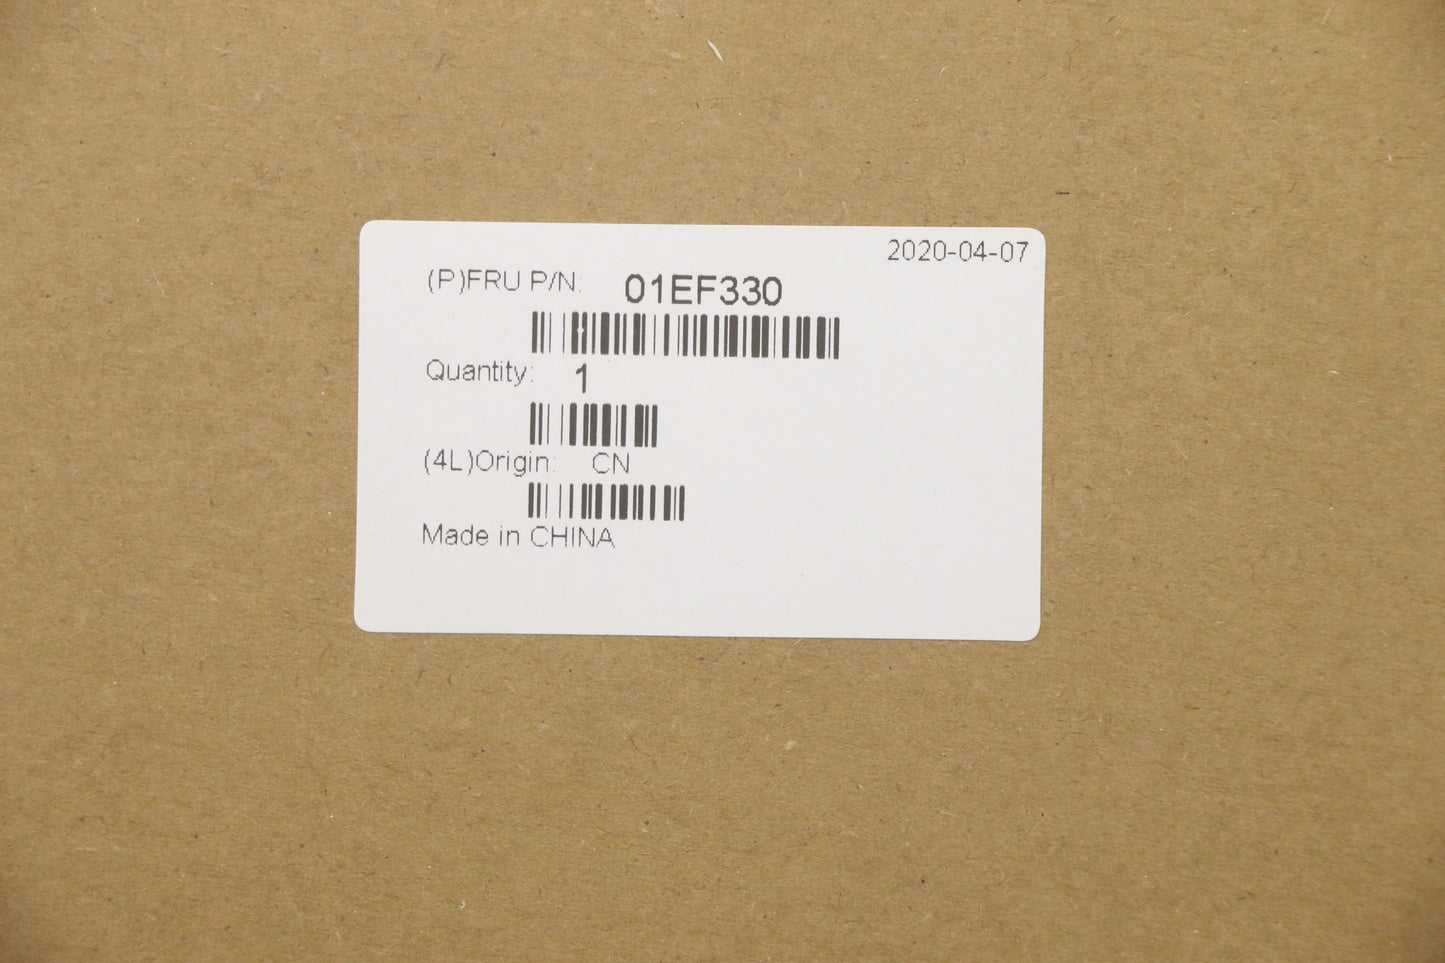 2020-04-07
(P)FRU P/N: 01EF330
Quantity: 1
(4L)Origin: CN
Made in CHINA